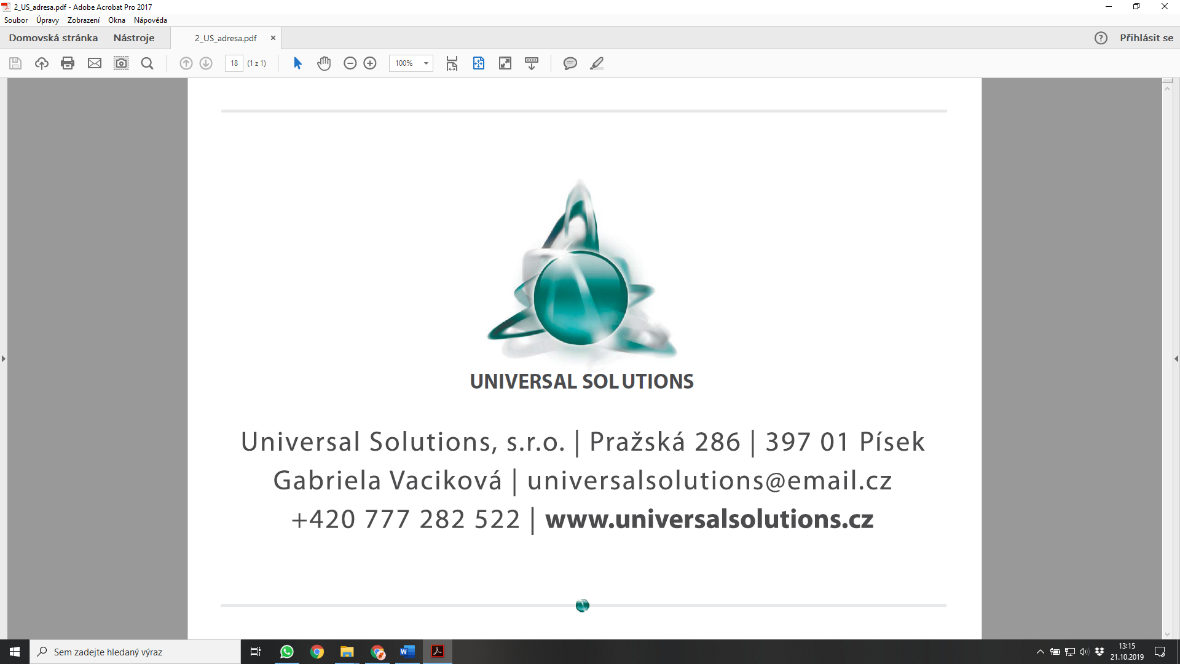 2_US_adresa.pdf - Adobe Acrobat Pro 2017
Soubor Úpravy Zobrazení Okna Nápověda
Domovská stránka Nástroje 2_US_adresa.pdf × ? Přihlásit se
18 (1 z 1) 100%
UNIVERSAL SOLUTIONS
Universal Solutions, s.r.o. | Pražská 286 | 397 01 Písek
Gabriela Vaciková | universalsolutions@email.cz
+420 777 282 522 | www.universalsolutions.cz
Sem zadejte hledaný výraz
13:15
21.10.2019